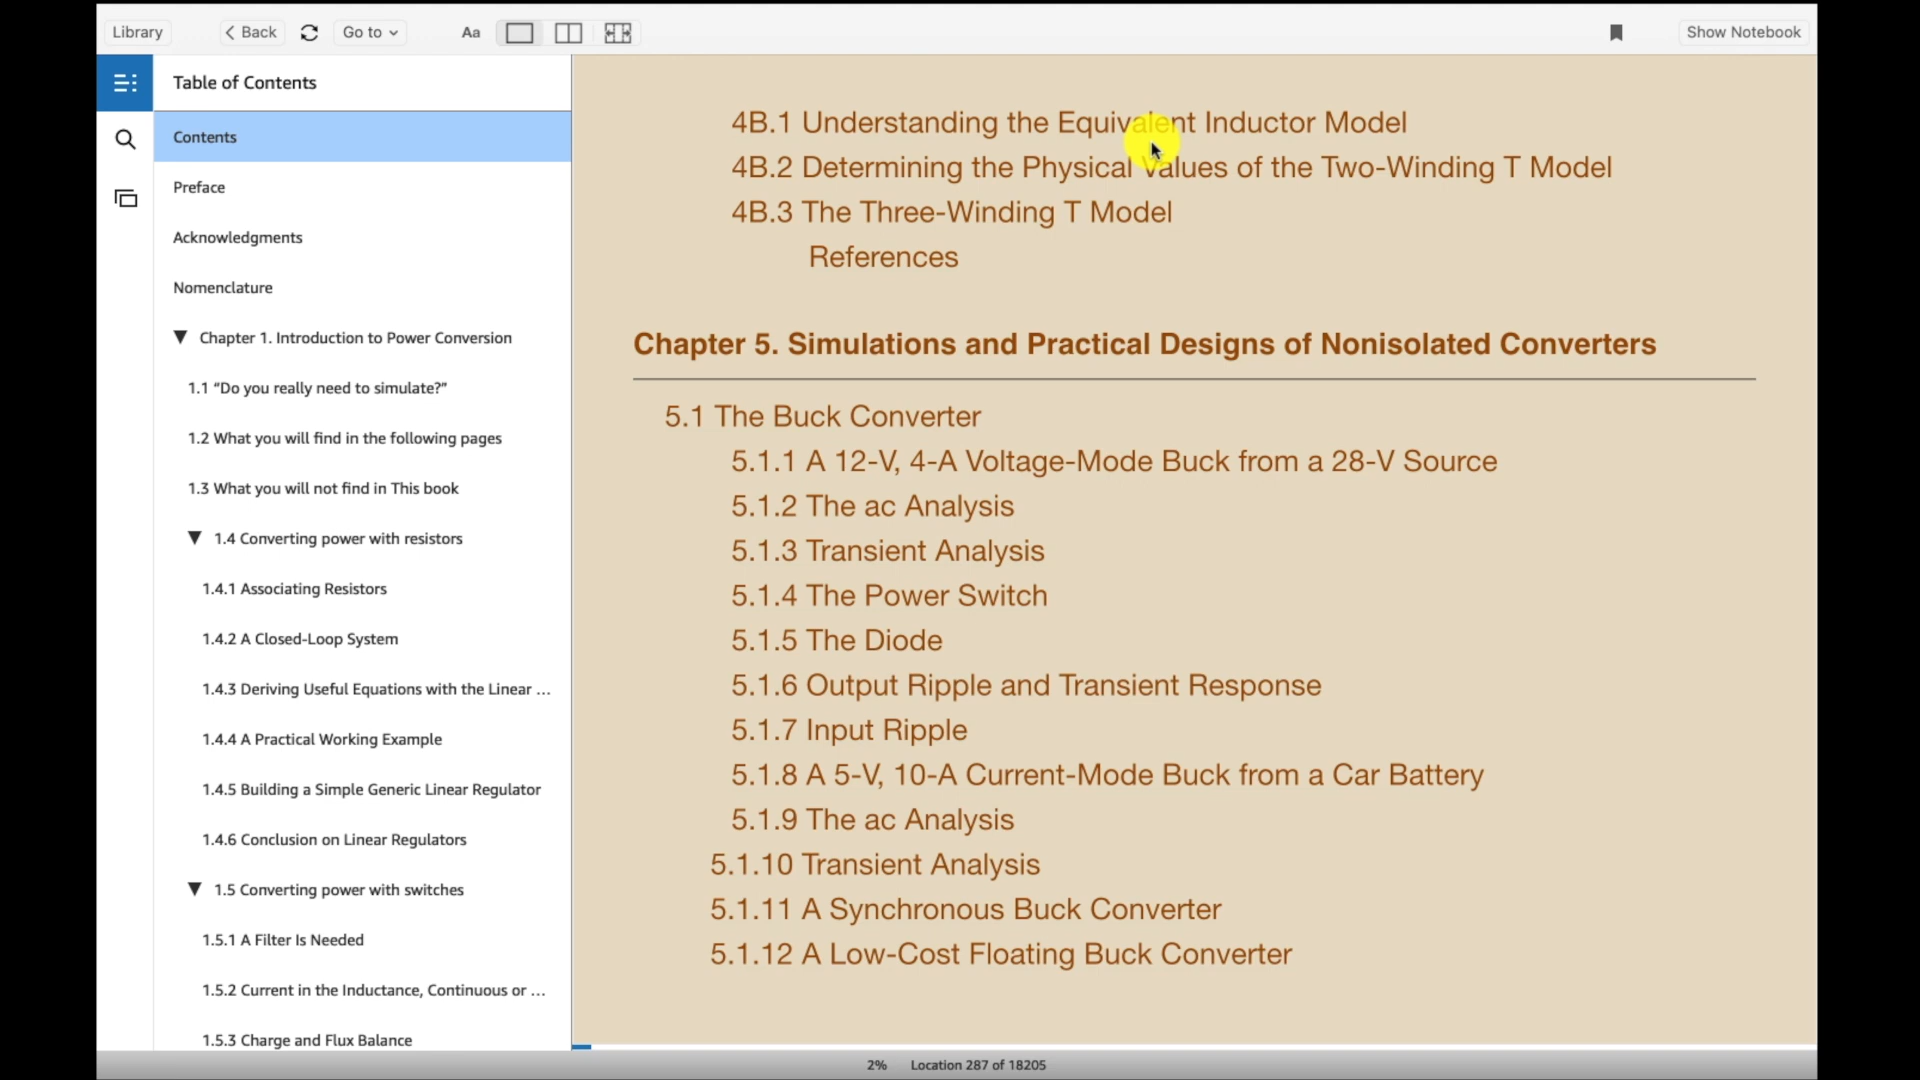 Library
Back
Go to
Aa
Show Notebook
Table of Contents
Contents
Preface
Acknowledgments
Nomenclature
Chapter 1. Introduction to Power Conversion
1.1 “Do you really need to simulate?”
1.2 What you will find in the following pages
1.3 What you will not find in This book
1.4 Converting power with resistors
1.4.1 Associating Resistors
1.4.2 A Closed-Loop System
1.4.3 Deriving Useful Equations with the Linear ...
1.4.4 A Practical Working Example
1.4.5 Building a Simple Generic Linear Regulator
1.4.6 Conclusion on Linear Regulators
1.5 Converting power with switches
1.5.1 A Filter Is Needed
1.5.2 Current in the Inductance, Continuous or ...
1.5.3 Charge and Flux Balance
4B.1 Understanding the Equivalent Inductor Model
4B.2 Determining the Physical Values of the Two-Winding T Model
4B.3 The Three-Winding T Model
References
Chapter 5. Simulations and Practical Designs of Nonisolated Converters
5.1 The Buck Converter
5.1.1 A 12-V, 4-A Voltage-Mode Buck from a 28-V Source
5.1.2 The ac Analysis
5.1.3 Transient Analysis
5.1.4 The Power Switch
5.1.5 The Diode
5.1.6 Output Ripple and Transient Response
5.1.7 Input Ripple
5.1.8 A 5-V, 10-A Current-Mode Buck from a Car Battery
5.1.9 The ac Analysis
5.1.10 Transient Analysis
5.1.11 A Synchronous Buck Converter
5.1.12 A Low-Cost Floating Buck Converter
2% Location 287 of 18205